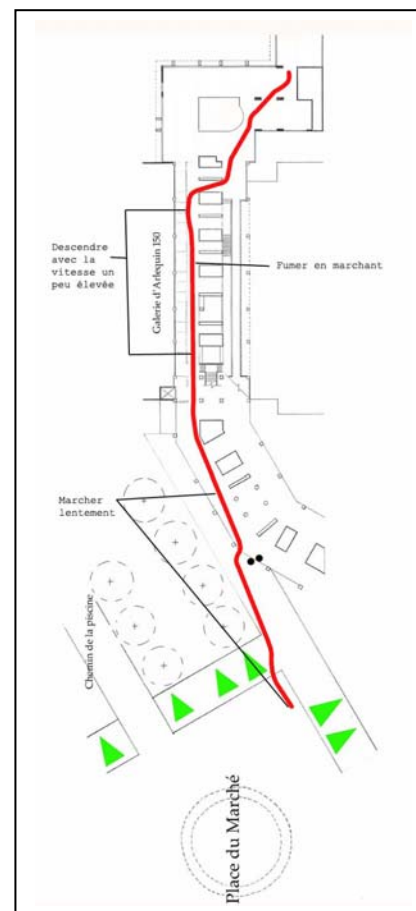 Descendre
avec la
vitesse un
peu élevée
Galerie d'Arlequin 150
Fumer en marchant
Marcher
lentement
Chemin de la piscine
Place du Marché